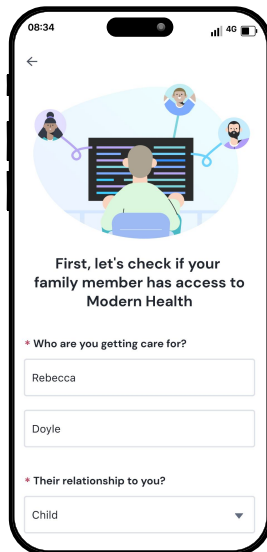 08:34
4G
First, let's check if your
family member has access to
Modern Health
* Who are you getting care for?
Rebecca
Doyle
* Their relationship to you?
Child